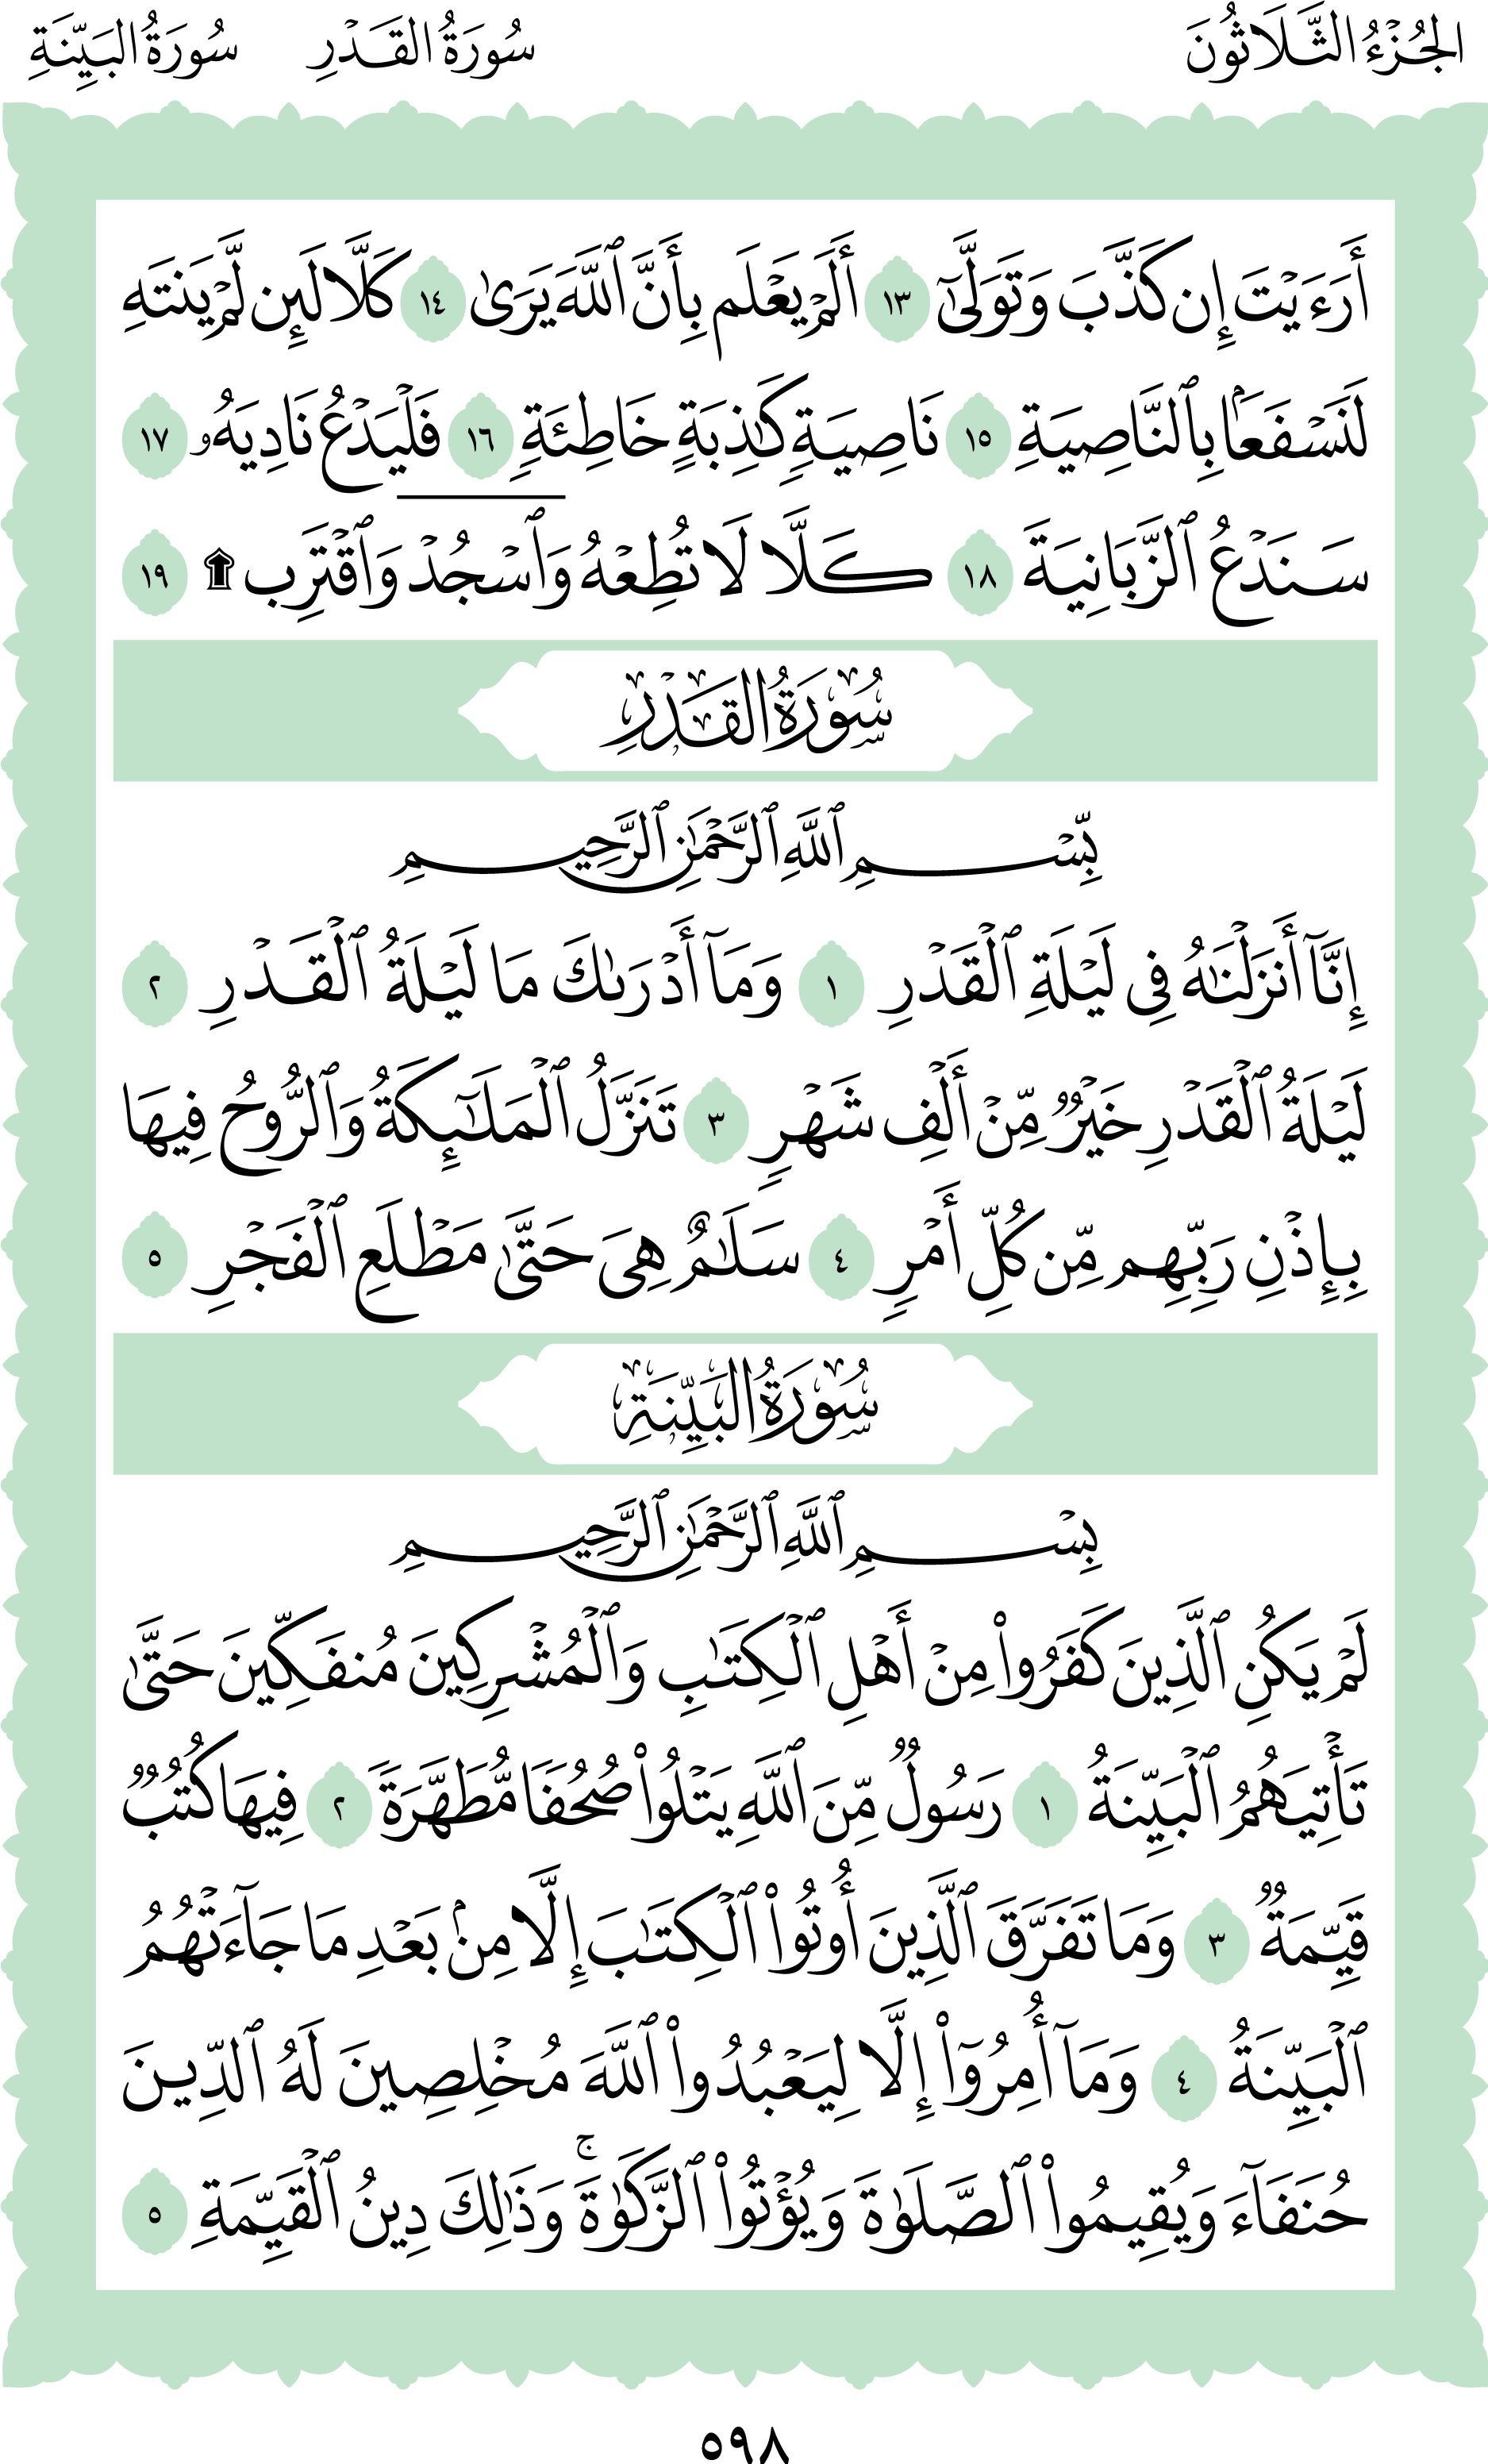 الجُزْءُ الثَّلَاثُونَ سُورَةُ القَدْرِ سُورَةُ البَيِّنَةِ
أَرَءَيْتَ إِن كَذَّبَ وَتَوَلَّىٰٓ ١٣ أَلَمْ يَعْلَم بِأَنَّ ٱللَّهَ يَرَىٰ ١٤ كَلَّا لَئِن لَّمْ يَنتَهِ
لَنَسْفَعَۢا بِٱلنَّاصِيَةِ ١٥ نَاصِيَةٍ كَٰذِبَةٍ خَاطِئَةٍ ١٦ فَلْيَدْعُ نَادِيَهُۥ ١٧
سَنَدْعُ ٱلزَّبَانِيَةَ ١٨ كَلَّا لَا تُطِعْهُ وَٱسْجُدْ وَٱقْتَرِب ۩ ١٩
سُورَةُ القَدْرِ
بِّسْمِ ٱللَّهِ ٱلرَّحْمَٰنِ ٱلرَّحِيمِ
إِنَّآ أَنزَلْنَٰهُ فِى لَيْلَةِ ٱلْقَدْرِ ١ وَمَآ أَدْرَىٰكَ مَا لَيْلَةُ ٱلْقَدْرِ ٢
لَيْلَةُ ٱلْقَدْرِ خَيْرٌ مِّنْ أَلْفِ شَهْرٍ ٣ تَنَزَّلُ ٱلْمَلَٰٓئِكَةُ وَٱلرُّوحُ فِيهَا
بِإِذْنِ رَبِّهِم مِّن كُلِّ أَمْرٍ ٤ سَلَٰمٌ هِىَ حَتَّىٰ مَطْلَعِ ٱلْفَجْرِ ٥
سُورَةُ البَيِّنَةِ
بِسْمِ ٱللَّهِ ٱلرَّحْمَٰنِ ٱلرَّحِيمِ
لَمْ يَكُنِ ٱلَّذِينَ كَفَرُوا۟ مِنْ أَهْلِ ٱلْكِتَٰبِ وَٱلْمُشْرِكِينَ مُنفَكِّينَ حَتَّىٰ
تَأْتِيَهُمُ ٱلْبَيِّنَةُ ١ رَسُولٌ مِّنَ ٱللَّهِ يَتْلُوا۟ صُحُفًا مُّطَهَّرَةً ٢ فِيهَا كُتُبٌ
قَيِّمَةٌ ٣ وَمَا تَفَرَّقَ ٱلَّذِينَ أُوتُوا۟ ٱلْكِتَٰبَ إِلَّا مِنۢ بَعْدِ مَا جَآءَتْهُمُ
ٱلْبَيِّنَةُ ٤ وَمَآ أُمِرُوٓا۟ إِلَّا لِيَعْبُدُوا۟ ٱللَّهَ مُخْلِصِينَ لَهُ ٱلدِّينَ
حُنَفَآءَ وَيُقِيمُوا۟ ٱلصَّلَوٰةَ وَيُؤْتُوا۟ ٱلزَّكَوٰةَ ۚ وَذَٰلِكَ دِينُ ٱلْقَيِّمَةِ ٥
٥٩٨